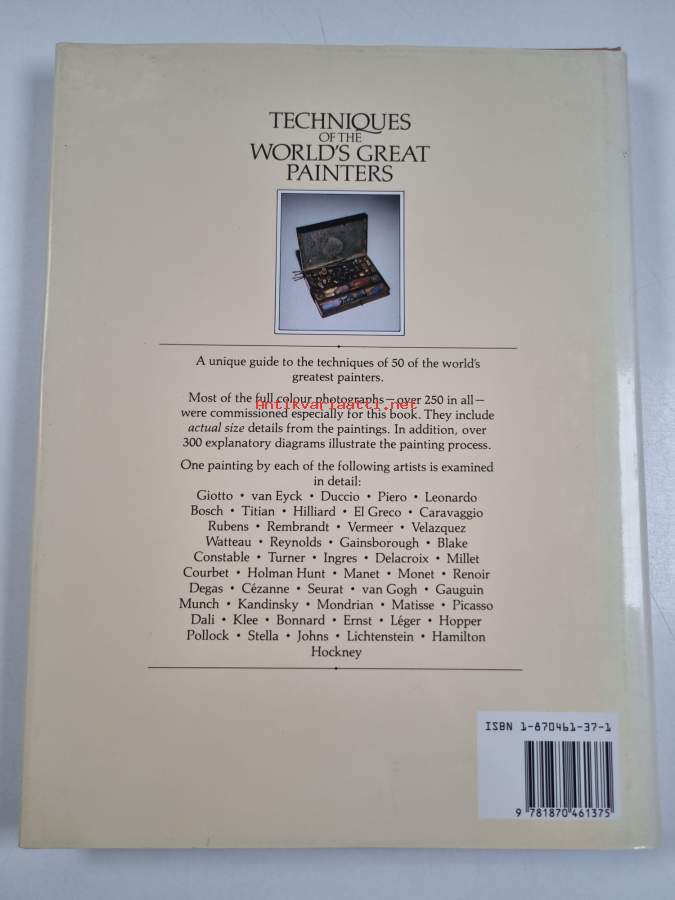 TECHNIQUES
OF THE
WORLD'S GREAT
PAINTERS
A unique guide to the techniques of 50 of the world's
greatest painters.
Most of the full colour photographs—over 250 in all—
antikvariaatti.net
were commissioned especially for this book. They include
actual size details from the paintings. In addition, over
300 explanatory diagrams illustrate the painting process.
One painting by each of the following artists is examined
in detail:
Giotto • van Eyck • Duccio • Piero • Leonardo
Bosch • Titian • Hilliard • El Greco • Caravaggio
Rubens • Rembrandt • Vermeer • Velazquez
Watteau • Reynolds • Gainsborough • Blake
Constable • Turner • Ingres • Delacroix • Millet
Courbet • Holman Hunt • Manet • Monet • Renoir
Degas • Cézanne • Seurat • van Gogh • Gauguin
Munch • Kandinsky • Mondrian • Matisse • Picasso
Dali • Klee • Bonnard • Ernst • Léger • Hopper
Pollock • Stella • Johns • Lichtenstein • Hamilton
Hockney
ISBN 1-870461-37-1
9 781870 461375